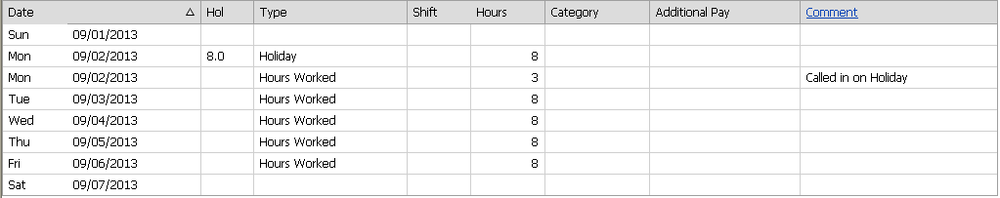 Date Hol Type Shift Hours Category Additional Pay Comment
Sun 09/01/2013
Mon 09/02/2013 8.0 Holiday 8
Mon 09/02/2013 Hours Worked 3 Called in on Holiday
Tue 09/03/2013 Hours Worked 8
Wed 09/04/2013 Hours Worked 8
Thu 09/05/2013 Hours Worked 8
Fri 09/06/2013 Hours Worked 8
Sat 09/07/2013